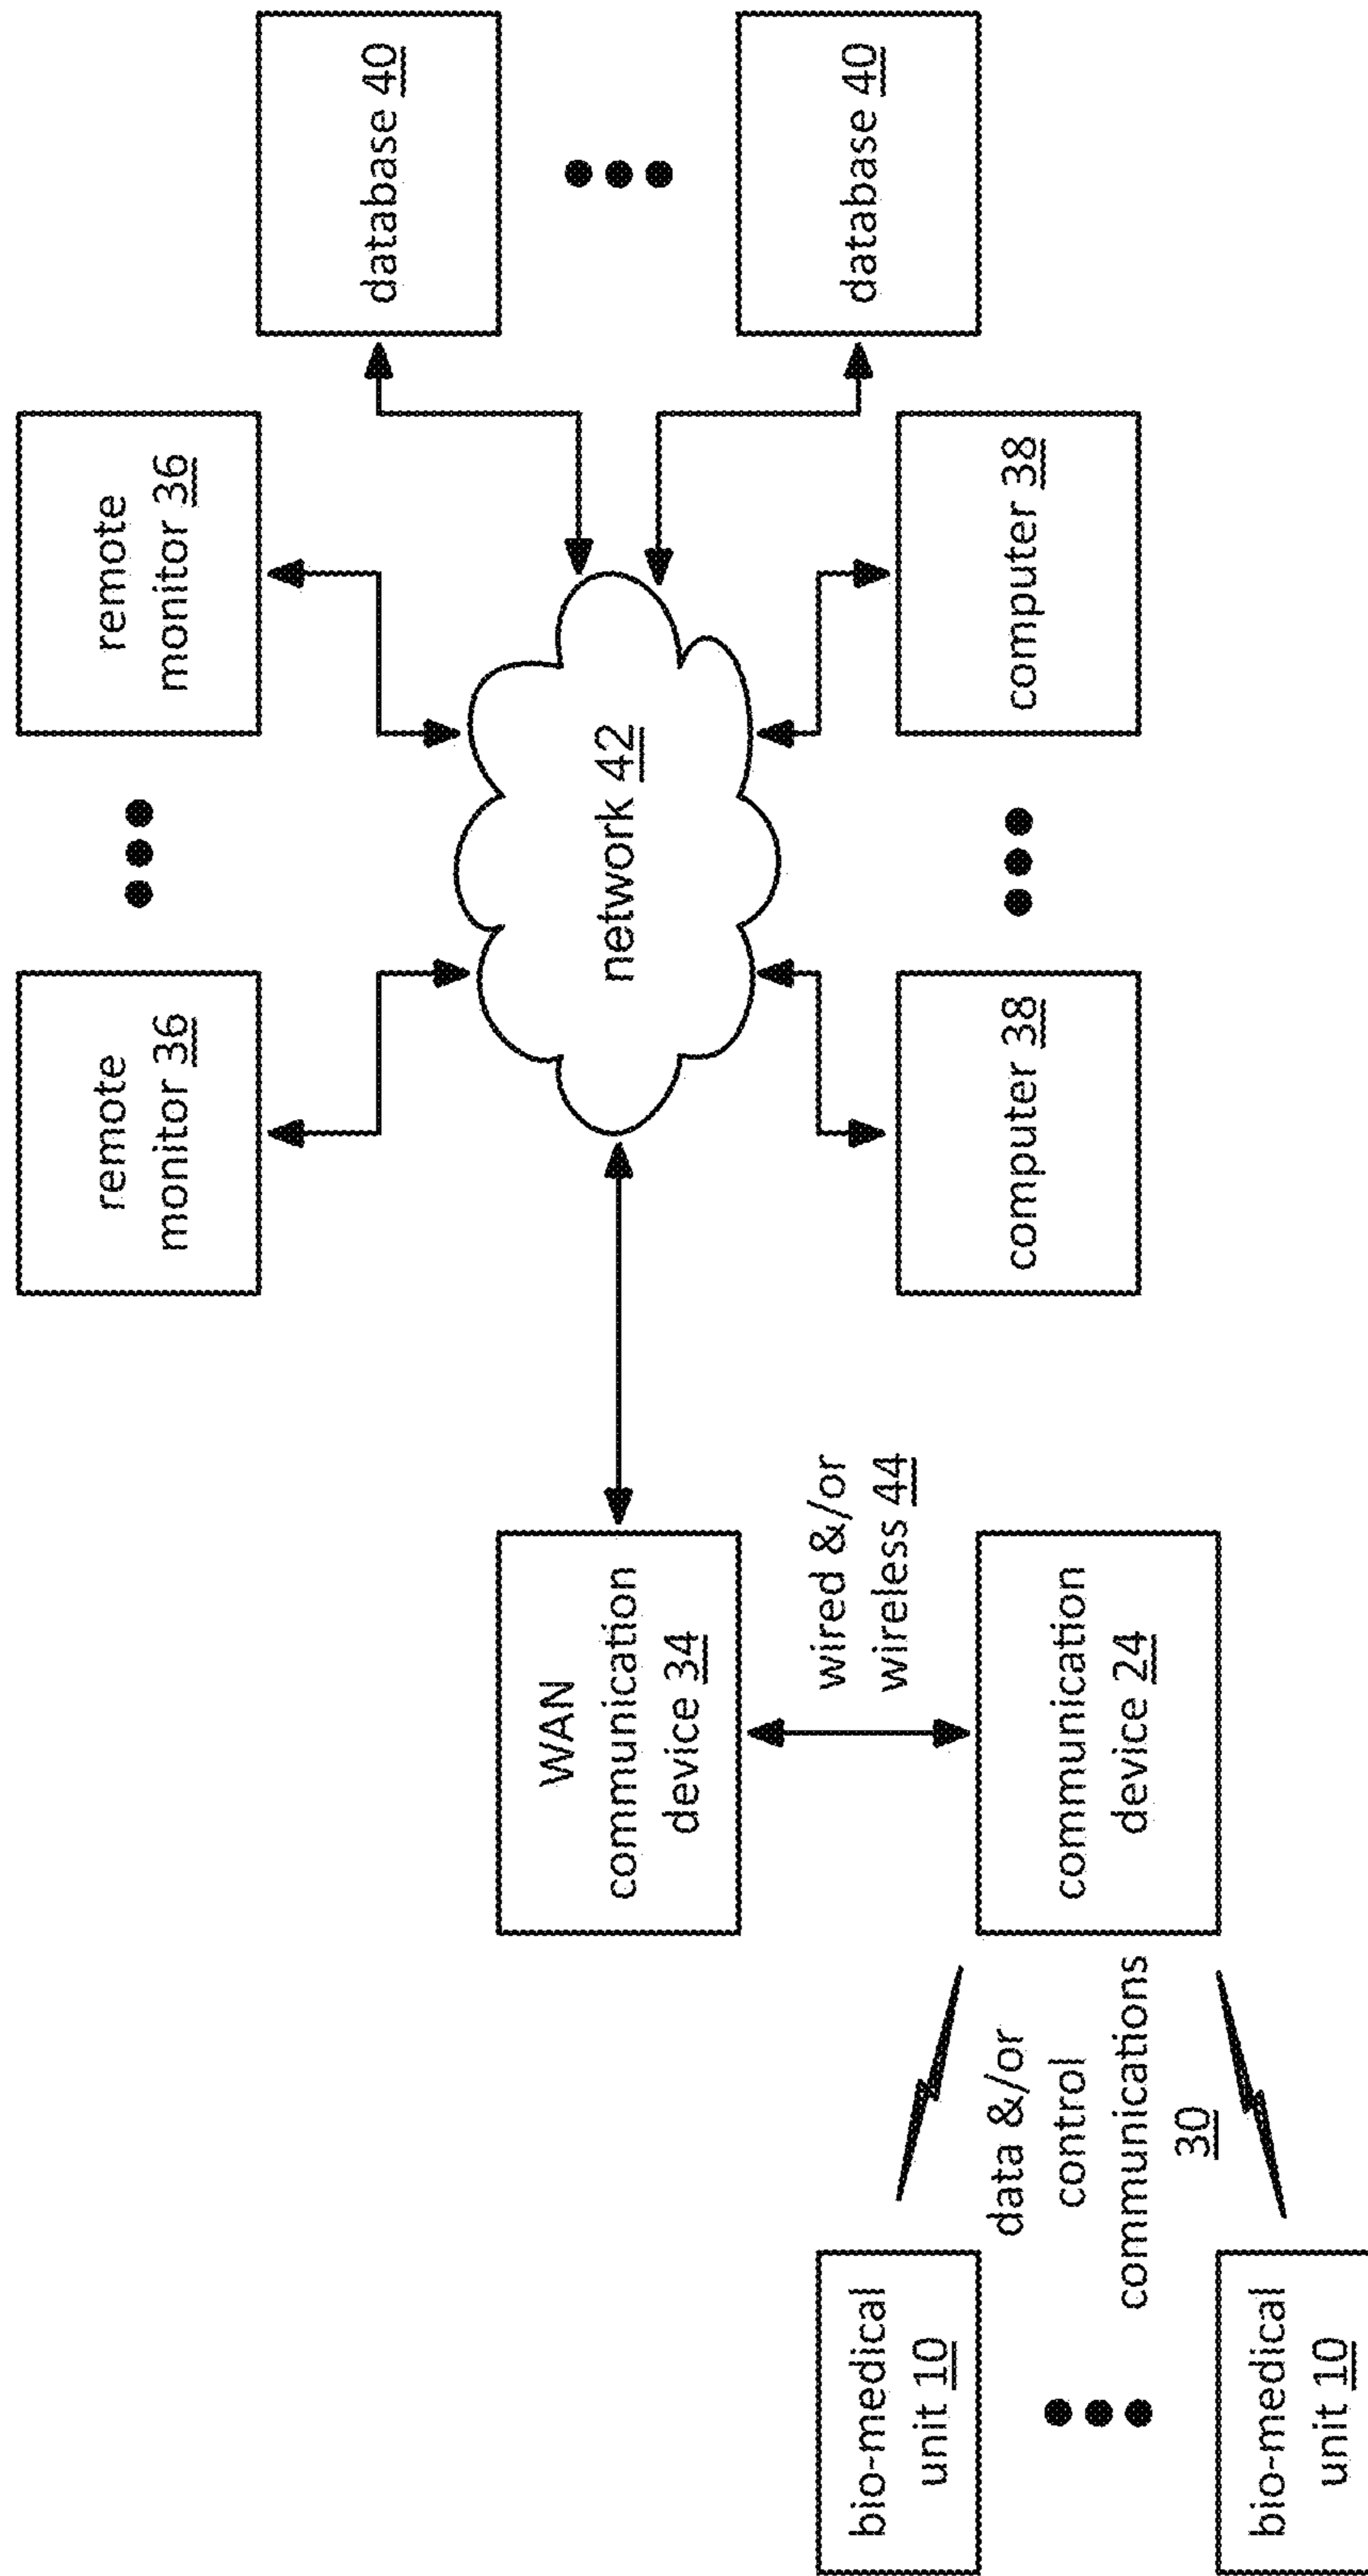 remote
monitor 36
remote
monitor 36
database 40
database 40
network 42
WAN
communication
device 34
wired &/or
wireless 44
computer 38
computer 38
communication
device 24
bio-medical
unit 10
data &/or
control
communications
30
bio-medical
unit 10